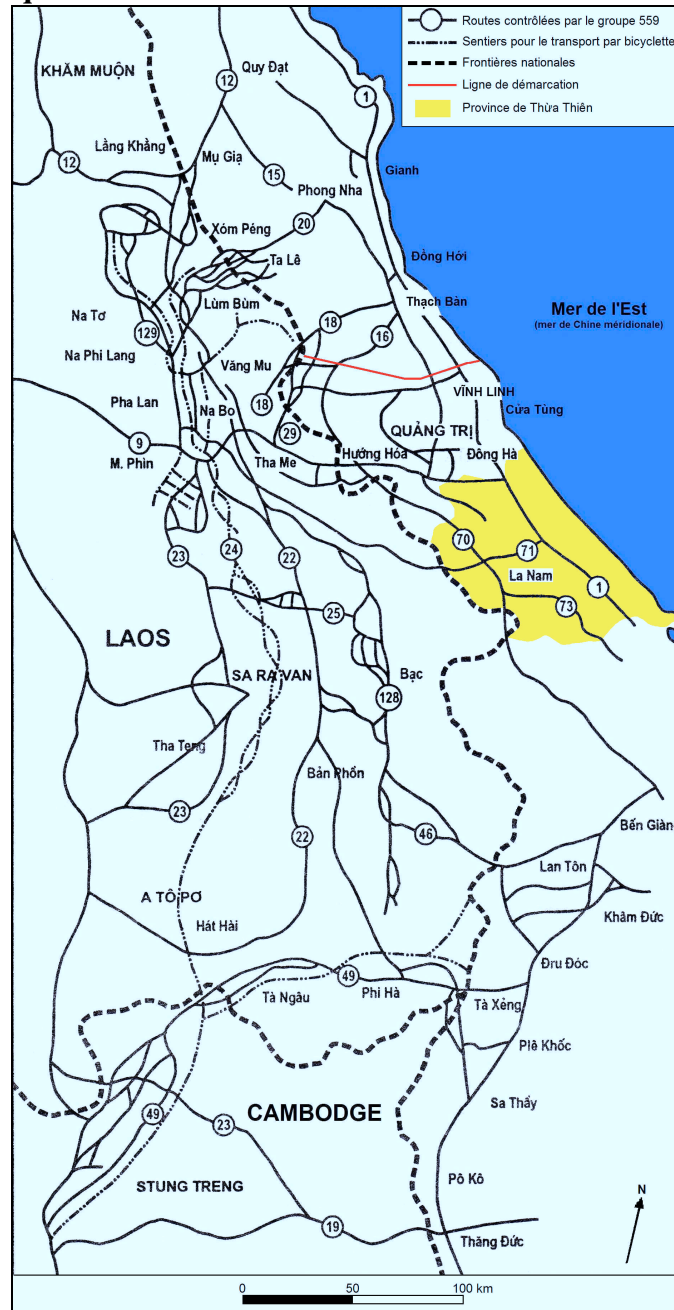 Routes contrôlées par le groupe 559
Sentiers pour le transport par bicyclette
Frontières nationales
Ligne de démarcation
Province de Thừa Thiên
KHĂM MUỘN
12
Quy Đạt
1
Lằng Khằng
Mụ Giạ
12
15
Gianh
Phong Nha
20
Xóm Péng
Ta Lê
Đồng Hới
Lùm Bùm
Thạch Bàn
Mer de l'Est
(mer de Chine méridionale)
Na Tơ
18
16
129
Na Phi Lang
Văng Mu
VĨNH LINH
Pha Lan
Na Bo
18
Cửa Tùng
29
QUẢNG TRỊ
9
Hướng Hóa
Đông Hà
M. Phìn
Tha Me
23
24
22
70
71
La Nam
1
73
25
LAOS
SA RA VAN
Bạc
128
Tha Teng
Bản Phồn
23
22
46
Bến Giàng
Lan Tôn
A TÔ PƠ
Khâm Đức
Hát Hài
Đru Đóc
49
Tà Ngâu
Phi Hà
Tà Xêng
Plê Khốc
Sa Thầy
49
23
CAMBODGE
STUNG TRENG
Pô Kô
N
19
Thăng Đức
0
50
100 km